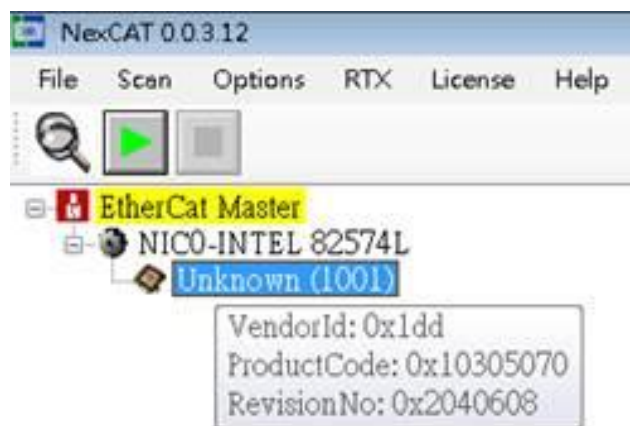 NexCAT 0.0.3.12
File Scan Options RTX License Help
EtherCat Master
NIC0-INTEL 82574L
Unknown (1001)
VendorId: 0x1dd
ProductCode: 0x10305070
RevisionNo: 0x2040608